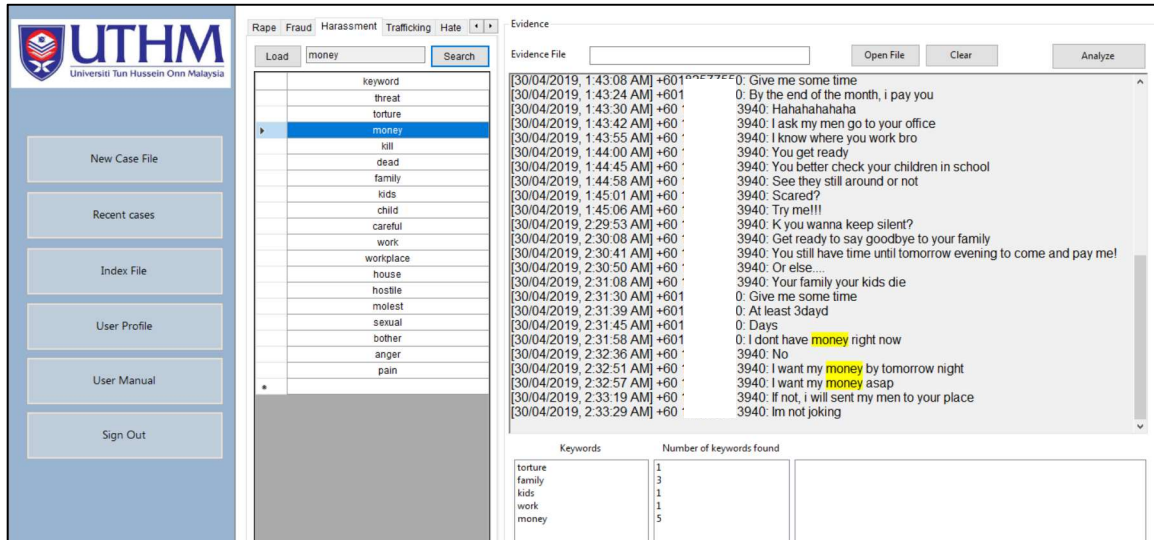 UTHM
Universiti Tun Hussein Onn Malaysia
New Case File
Recent cases
Index File
User Profile
User Manual
Sign Out
Rape Fraud Harassment Trafficking Hate
Load money Search
keyword
threat
torture
money
kill
dead
family
kids
child
careful
work
workplace
house
hostile
molest
sexual
bother
anger
pain
Evidence
Evidence File Open File Clear Analyze
[30/04/2019, 1:43:08 AM] 0: Give me some time
[30/04/2019, 1:43:24 AM] +601 0: By the end of the month, i pay you
[30/04/2019, 1:43:30 AM] +60 3940: Hahahahahaha
[30/04/2019, 1:43:42 AM] +60 3940: I ask my men go to your office
[30/04/2019, 1:43:55 AM] +60 3940: I know where you work bro
[30/04/2019, 1:44:00 AM] +60 3940: You get ready
[30/04/2019, 1:44:45 AM] +60 3940: You better check your children in school
[30/04/2019, 1:44:58 AM] +60 3940: See they still around or not
[30/04/2019, 1:45:01 AM] +60 3940: Scared?
[30/04/2019, 1:45:06 AM] +60 3940: Try me!!!
[30/04/2019, 2:29:53 AM] +60 3940: K you wanna keep silent?
[30/04/2019, 2:30:08 AM] +60 3940: Get ready to say goodbye to your family
[30/04/2019, 2:30:41 AM] +60 3940: You still have time until tomorrow evening to come and pay me!
[30/04/2019, 2:30:50 AM] +60 3940: Or else....
[30/04/2019, 2:31:08 AM] +60 3940: Your family your kids die
[30/04/2019, 2:31:30 AM] +601 0: Give me some time
[30/04/2019, 2:31:39 AM] +601 0: At least 3dayd
[30/04/2019, 2:31:45 AM] +601 0: Days
[30/04/2019, 2:31:58 AM] +601 0: I dont have money right now
[30/04/2019, 2:32:36 AM] +60 3940: No
[30/04/2019, 2:32:51 AM] +60 3940: I want my money by tomorrow night
[30/04/2019, 2:32:57 AM] +60 3940: I want my money asap
[30/04/2019, 2:33:19 AM] +60 3940: If not, i will sent my men to your place
[30/04/2019, 2:33:29 AM] +60 3940: Im not joking
Keywords Number of keywords found
torture 1
family 3
kids 1
work 1
money 5